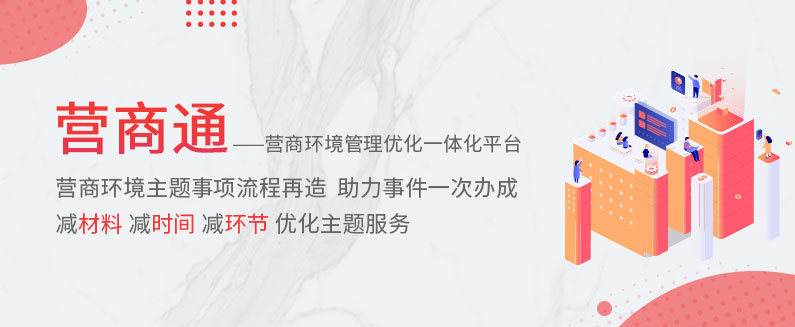 营商通——营商环境管理优化一体化平台
营商环境主题事项流程再造 助力事件一次办成
减材料 减时间 减环节 优化主题服务